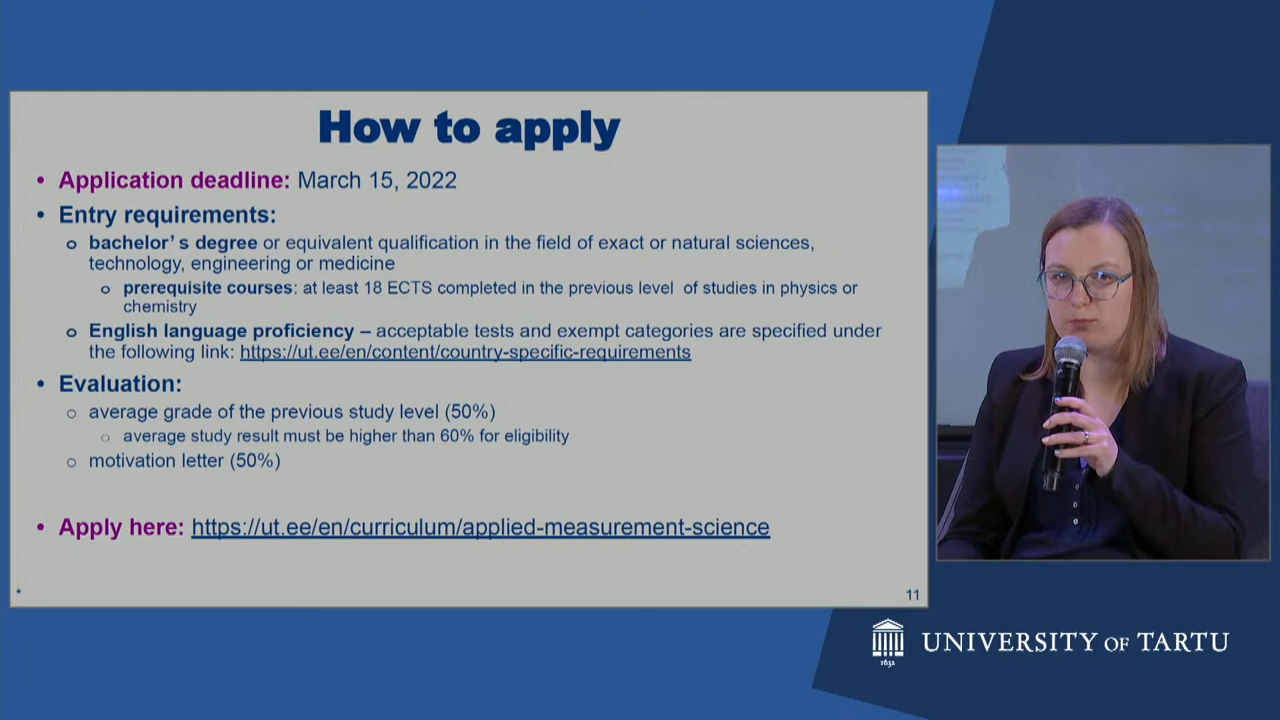 How to apply
• Application deadline: March 15, 2022
• Entry requirements:
o bachelor's degree or equivalent qualification in the field of exact or natural sciences,
technology, engineering or medicine
o prerequisite courses: at least 18 ECTS completed in the previous level of studies in physics or
chemistry
o English language proficiency – acceptable tests and exempt categories are specified under
the following link: https://ut.ee/en/content/country-specific-requirements
• Evaluation:
o average grade of the previous study level (50%)
o average study result must be higher than 60% for eligibility
o motivation letter (50%)
• Apply here: https://ut.ee/en/curriculum/applied-measurement-science
*
11
UNIVERSITY OF TARTU
1632